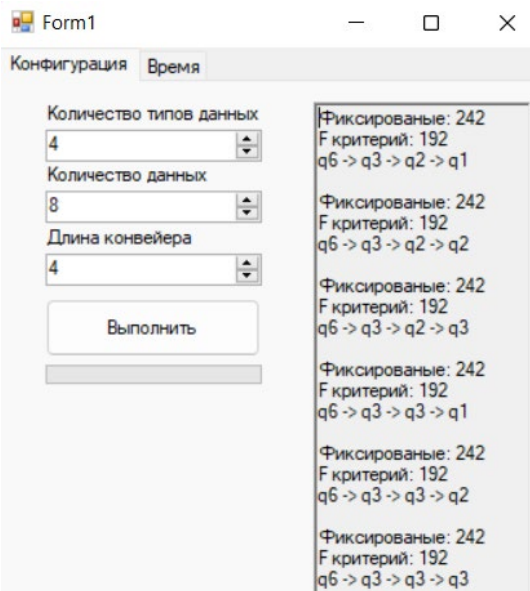 Form1
Конфигурация Время
Количество типов данных
4
Количество данных
8
Длина конвейера
4
Выполнить
Фиксированые: 242
F критерий: 192
q6 -> q3 -> q2 -> q1
Фиксированые: 242
F критерий: 192
q6 -> q3 -> q2 -> q2
Фиксированые: 242
F критерий: 192
q6 -> q3 -> q2 -> q3
Фиксированые: 242
F критерий: 192
q6 -> q3 -> q3 -> q1
Фиксированые: 242
F критерий: 192
q6 -> q3 -> q3 -> q2
Фиксированые: 242
F критерий: 192
q6 -> q3 -> q3 -> q3